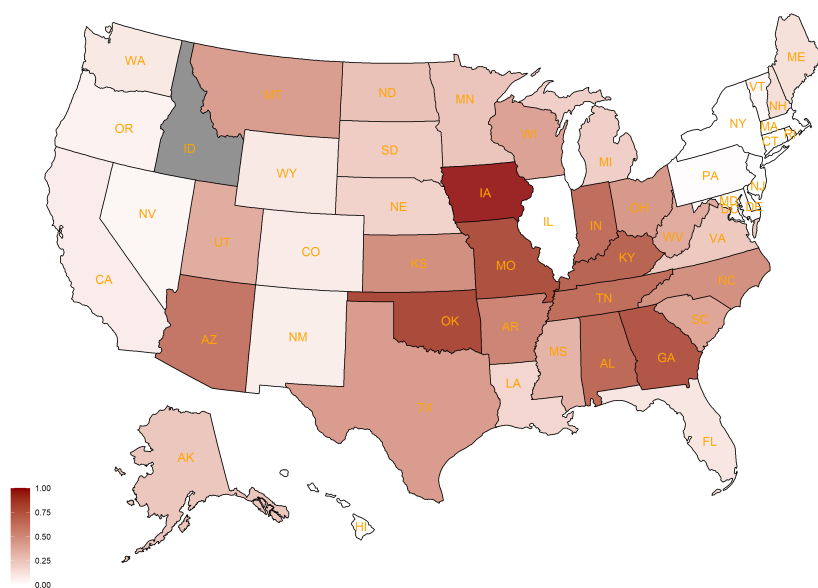 WA
MT
ND
MN
ME
VT
NH
OR
ID
SD
WI
MI
NY
MA
RI
CT
WY
IA
PA
NJ
NE
NV
IL
IN
OH
MD
DE
DC
UT
CO
KS
MO
KY
WV
VA
CA
AZ
NM
OK
AR
TN
NC
SC
TX
LA
MS
AL
GA
FL
AK
HI
1.00
0.75
0.50
0.25
0.00